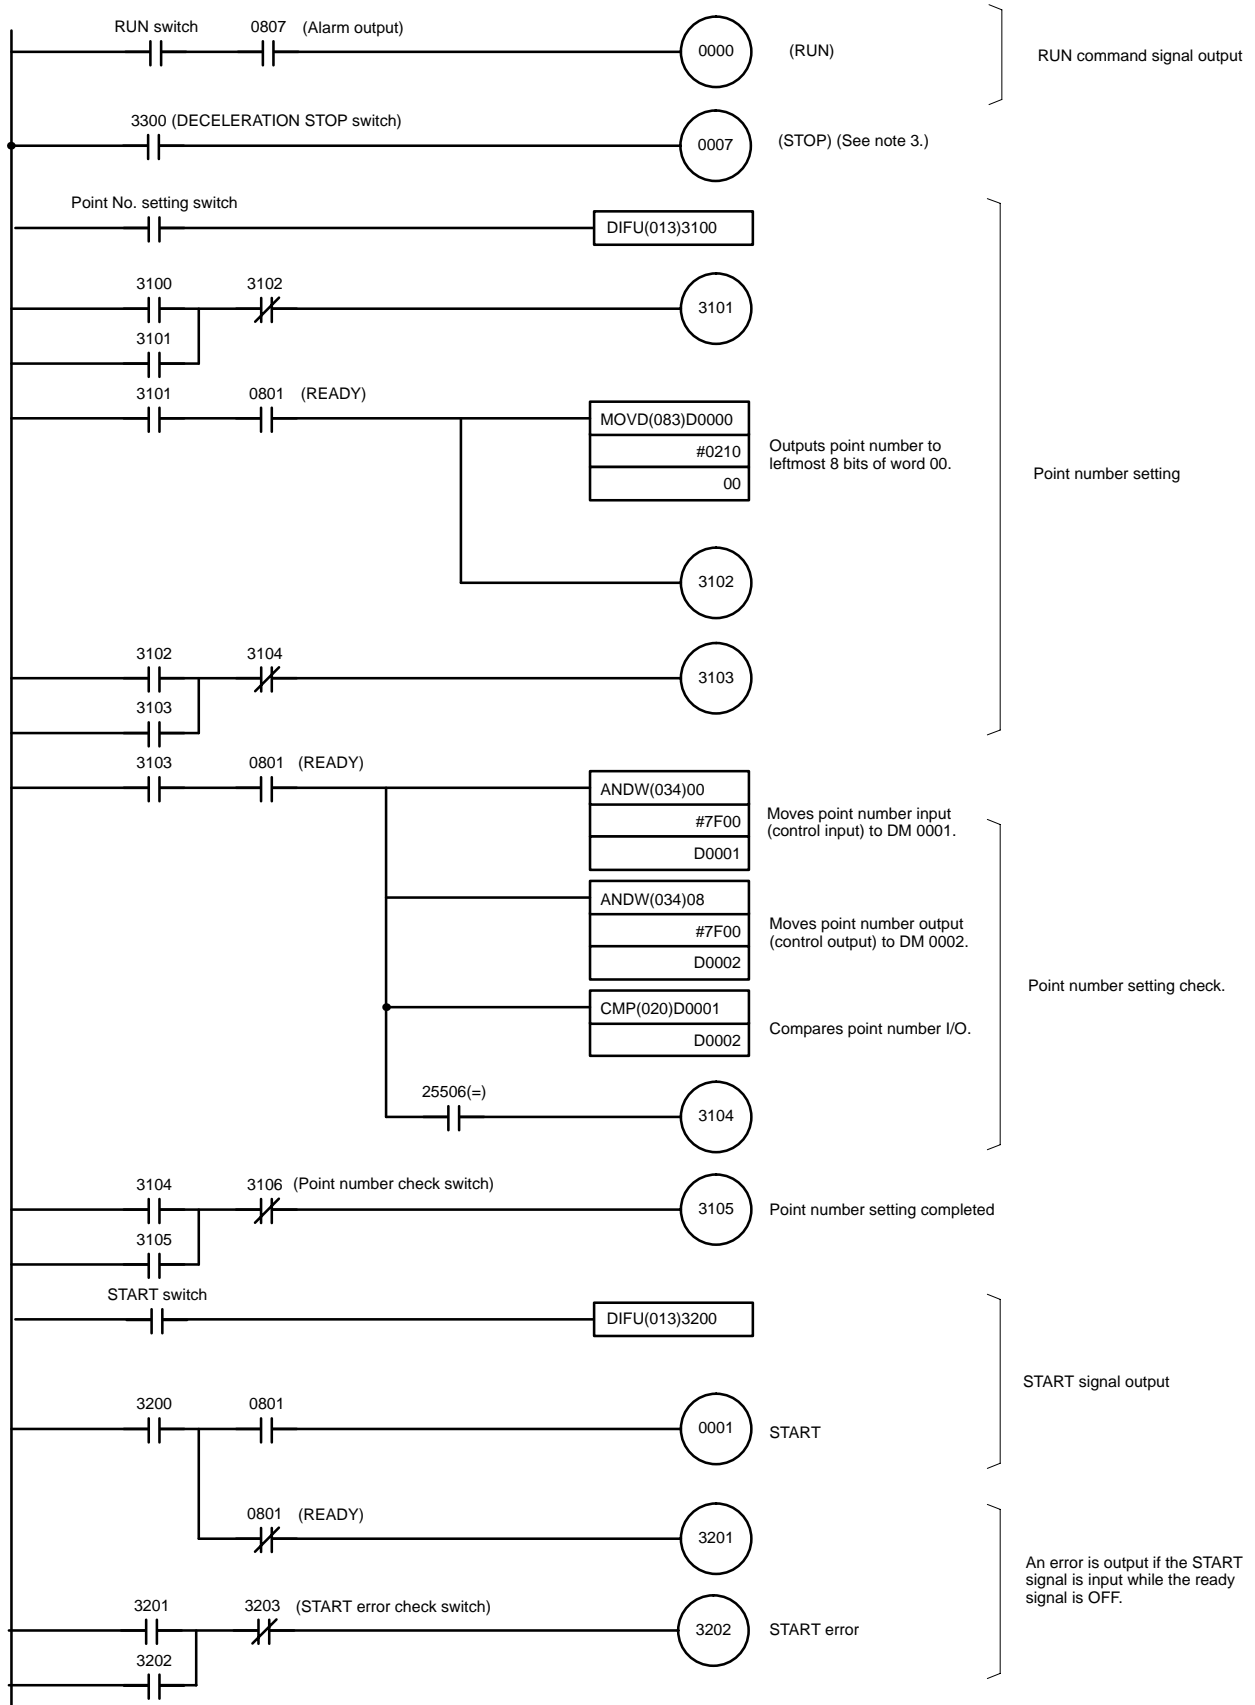 RUN switch 0807 (Alarm output)
0000 (RUN)
RUN command signal output
3300 (DECELERATION STOP switch)
0007 (STOP) (See note 3.)
Point No. setting switch
DIFU(013)3100
3100 3102
3101
3101
3101 0801 (READY)
MOVD(083)D0000
#0210
00
Outputs point number to
leftmost 8 bits of word 00.
Point number setting
3102
3102 3104
3103
3103
3103 0801 (READY)
ANDW(034)00
#7F00
D0001
Moves point number input
(control input) to DM 0001.
ANDW(034)08
#7F00
D0002
Moves point number output
(control output) to DM 0002.
CMP(020)D0001
D0002
Compares point number I/O.
Point number setting check.
25506(=)
3104
3104 3106 (Point number check switch)
3105 Point number setting completed
3105
START switch
DIFU(013)3200
START signal output
3200 0801
0001 START
0801 (READY)
3201
An error is output if the START
signal is input while the ready
signal is OFF.
3201 3203 (START error check switch)
3202 START error
3202